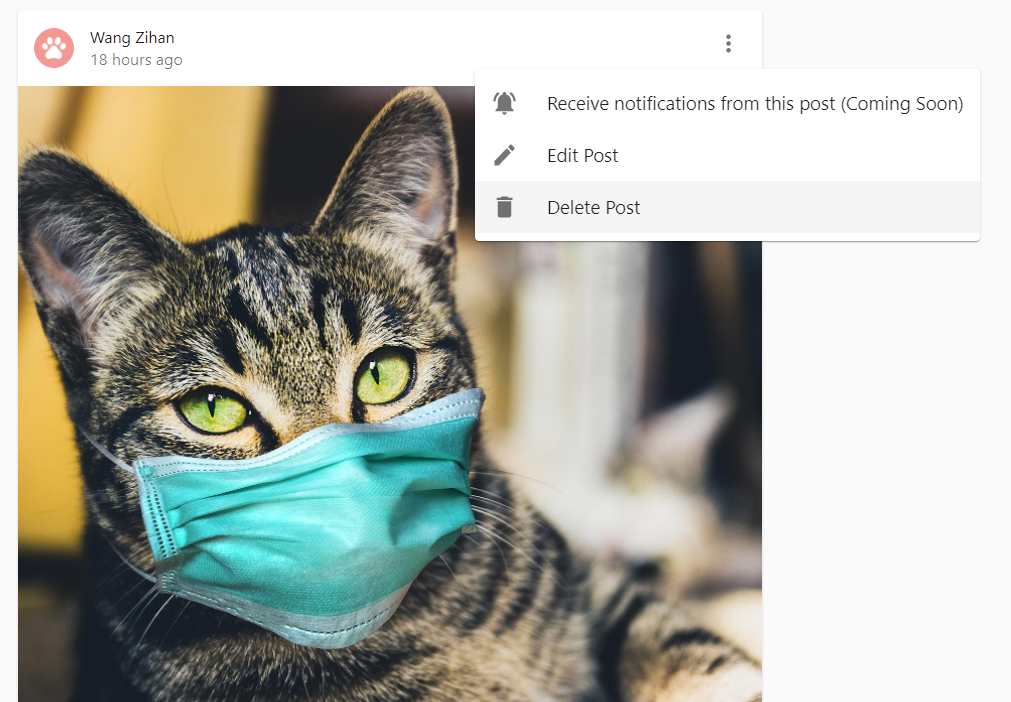 Wang Zihan
18 hours ago
Receive notifications from this post (Coming Soon)
Edit Post
Delete Post